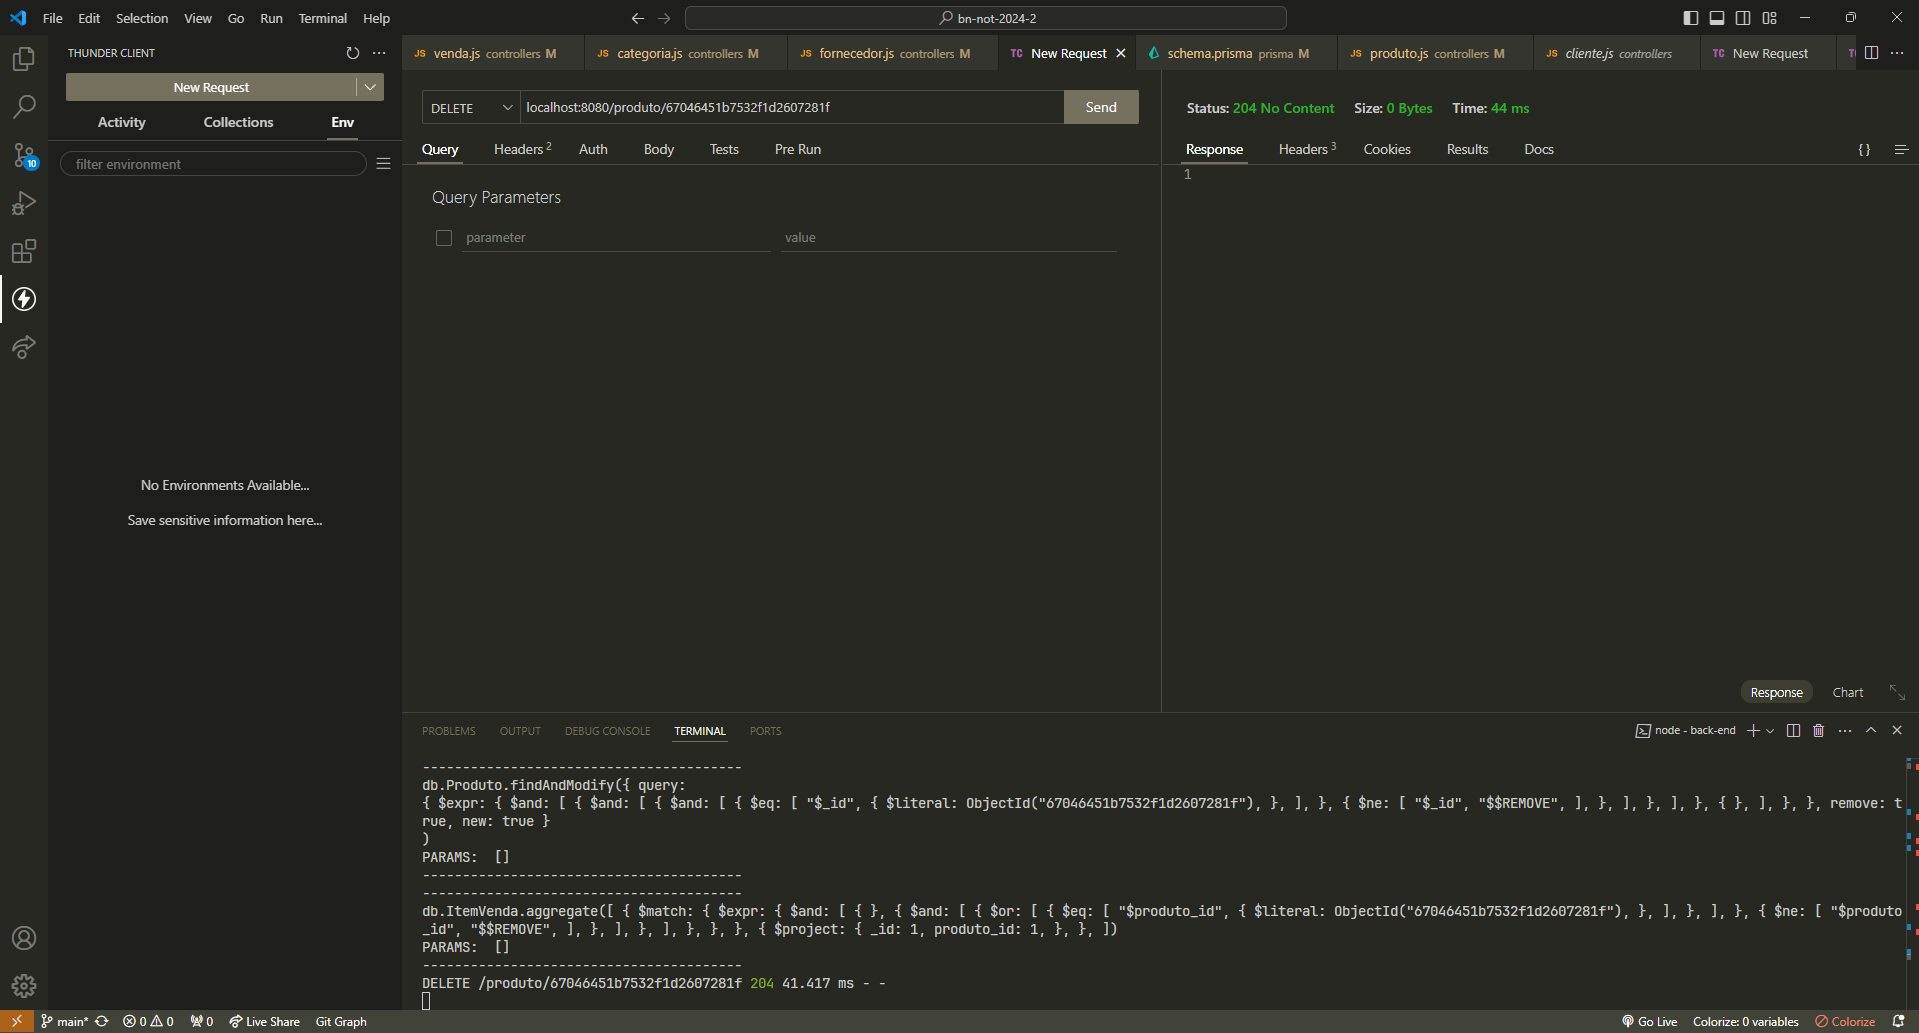 File Edit Selection View Go Run Terminal Help
bn-not-2024-2
THUNDER CLIENT
New Request
Activity Collections Env
filter environment
No Environments Available...
Save sensitive information here...
JS venda.js controllers M
JS categoria.js controllers M
JS fornecedor.js controllers M
TC New Request
schema.prisma prisma M
JS produto.js controllers M
JS cliente.js controllers
TC New Request
DELETE localhost:8080/produto/67046451b7532f1d2607281f Send
Query Headers 2 Auth Body Tests Pre Run
Query Parameters
parameter value
Status: 204 No Content Size: 0 Bytes Time: 44 ms
Response Headers 3 Cookies Results Docs {}
1
Response Chart
PROBLEMS OUTPUT DEBUG CONSOLE TERMINAL PORTS
node - back-end
----------------------------------------
db.Produto.findAndModify({ query:
{ $expr: { $and: [ { $and: [ { $and: [ { $eq: [ "$_id", { $literal: ObjectId("67046451b7532f1d2607281f"), }, ], }, { $ne: [ "$_id", "$$REMOVE", ], }, ], }, ], }, { }, ], }, }, remove: t
rue, new: true }
)
PARAMS:  []
----------------------------------------
----------------------------------------
db.ItemVenda.aggregate([ { $match: { $expr: { $and: [ { }, { $and: [ { $or: [ { $eq: [ "$produto_id", { $literal: ObjectId("67046451b7532f1d2607281f"), }, ], }, ], }, { $ne: [ "$produto
_id", "$$REMOVE", ], }, ], }, ], }, }, }, { $project: { _id: 1, produto_id: 1, }, }, ])
PARAMS:  []
----------------------------------------
DELETE /produto/67046451b7532f1d2607281f 204 41.417 ms - -
10
main* 0 0 0 Live Share Git Graph
Go Live Colorize: 0 variables Colorize